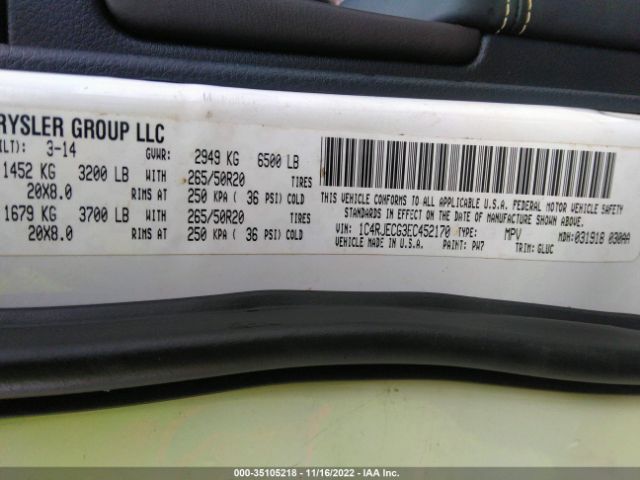 RYSLER GROUP LLC
ILT): 3-14 GVWR: 2949 KG 6500 LB
1452 KG 3200 LB WITH 265/50R20 TIRES
20X8.0 RIMS AT 250 KPA ( 36 PSI) COLD
1679 KG 3700 LB WITH 265/50R20 TIRES
20X8.0 RIMS AT 250 KPA ( 36 PSI) COLD
THIS VEHICLE CONFORMS TO ALL APPLICABLE U.S.A. FEDERAL MOTOR VEHICLE SAFETY
STANDARDS IN EFFECT ON THE DATE OF MANUFACTURE SHOWN ABOVE.
VIN: 1C4RJECG3EC452170 TYPE: MPV MDH: 031918 030AA
VEHICLE MADE IN U.S.A. PAINT: PW7 TRIM: GLUC
000-35105218 - 11/16/2022 - IAA Inc.